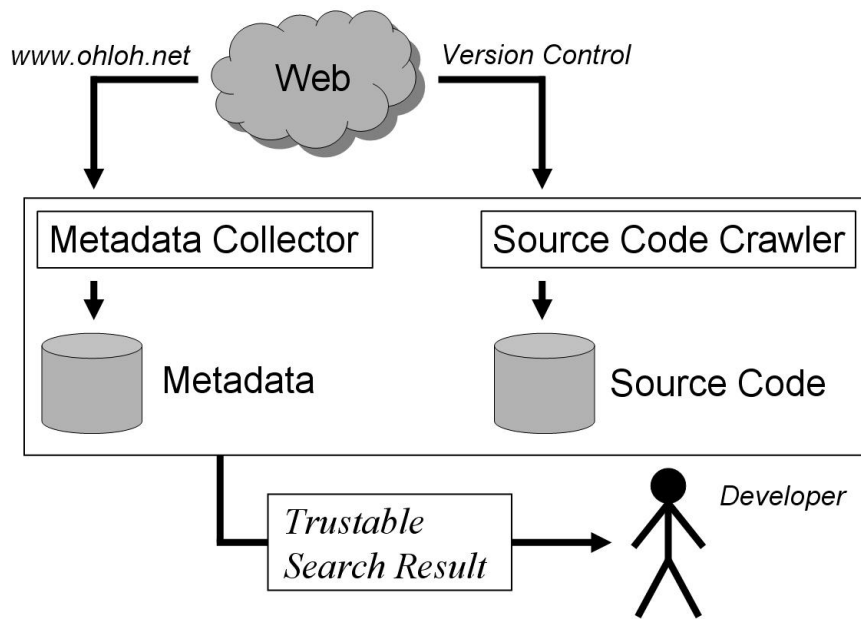 www.ohloh.net
Web
Version Control
Metadata Collector
Source Code Crawler
Metadata
Source Code
Trustable
Search Result
Developer